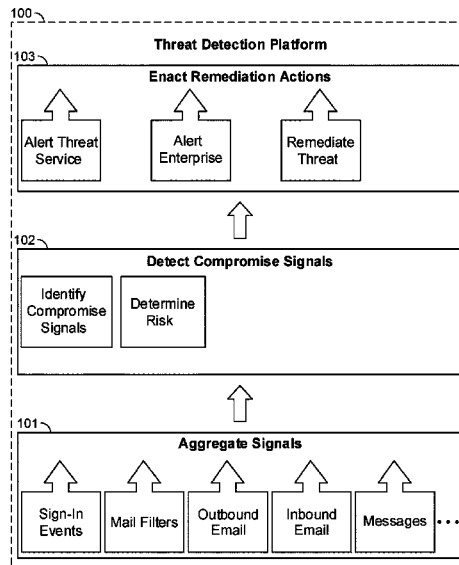 100
Threat Detection Platform
103
Enact Remediation Actions
Alert Threat
Service
Alert
Enterprise
Remediate
Threat
102
Detect Compromise Signals
Identify
Compromise
Signals
Determine
Risk
101
Aggregate Signals
Sign-In
Events
Mail Filters
Outbound
Email
Inbound
Email
Messages
•••